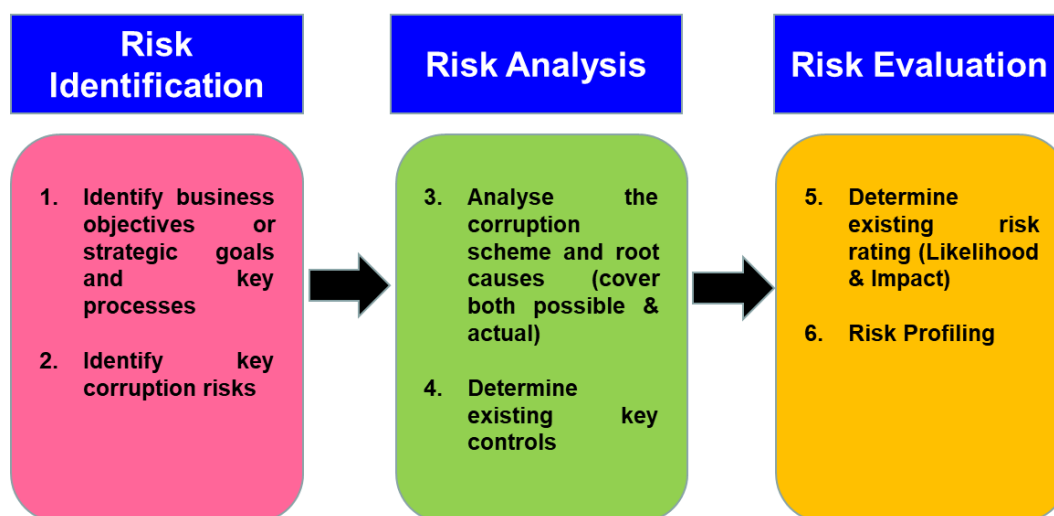 Risk
Identification
1. Identify business
objectives or
strategic goals
and key
processes
2. Identify key
corruption risks
Risk Analysis
3. Analyse the
corruption
scheme and root
causes (cover
both possible &
actual)
4. Determine
existing key
controls
Risk Evaluation
5. Determine
existing risk
rating (Likelihood
& Impact)
6. Risk Profiling